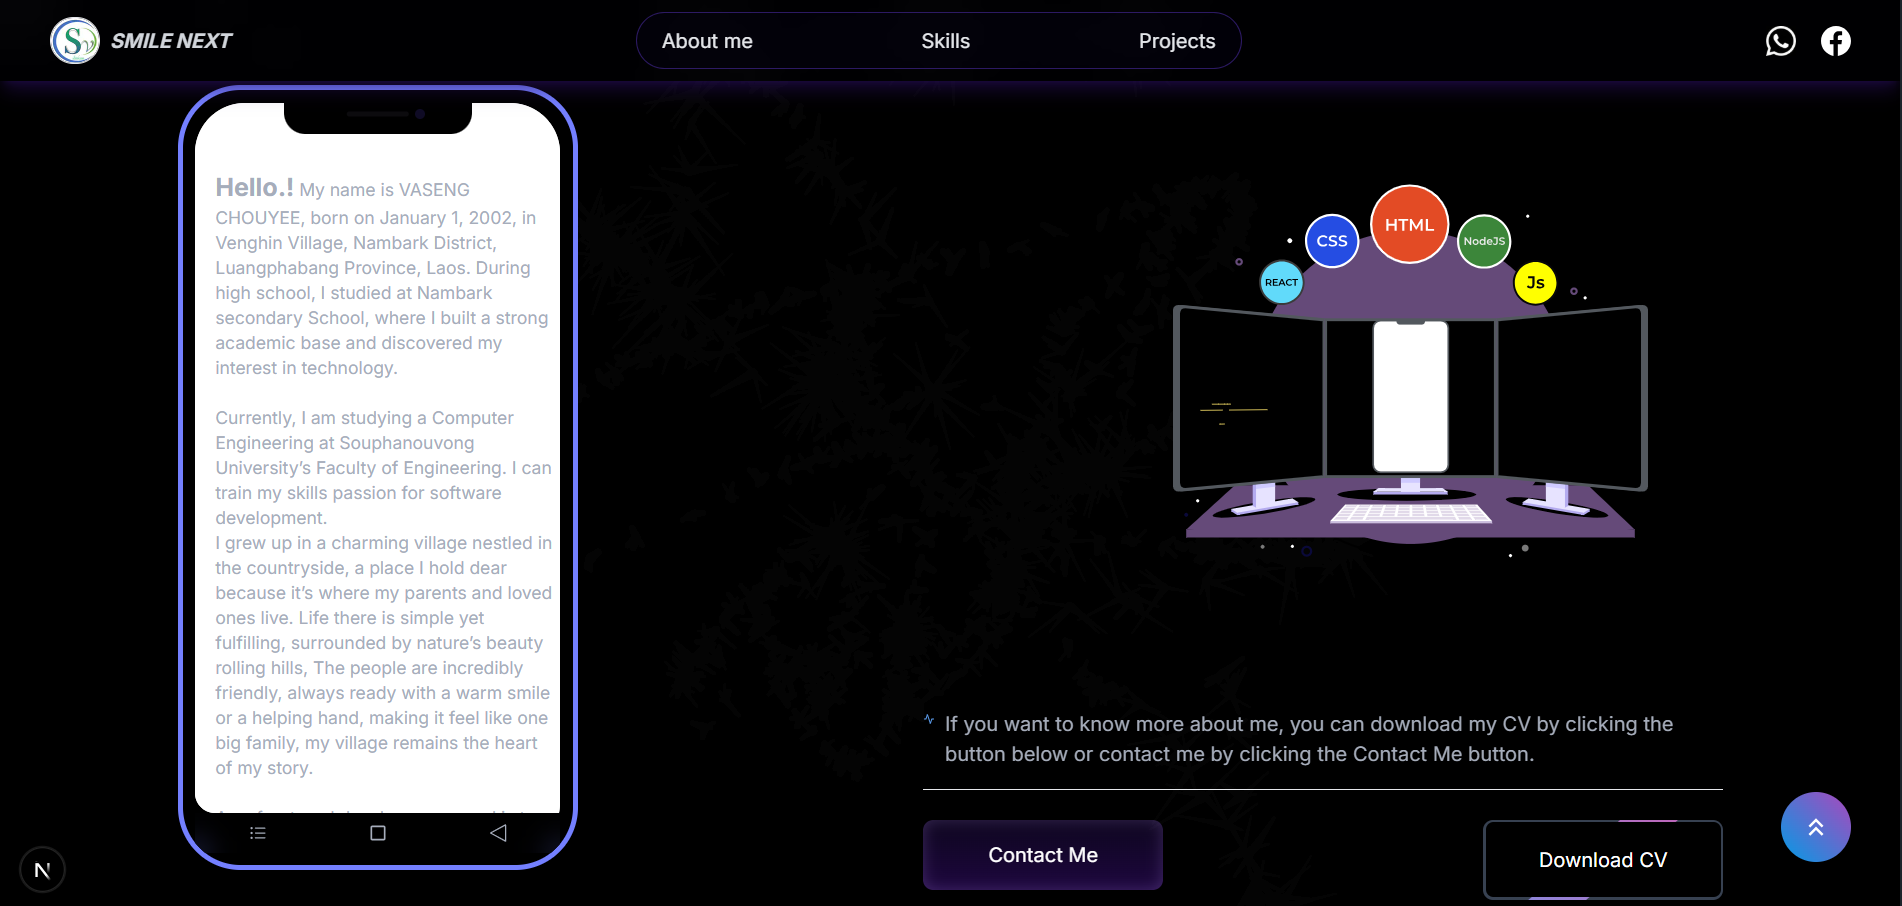 SMILE NEXT
About me
Skills
Projects
Hello.! My name is VASENG
CHOUYEE, born on January 1, 2002, in
Venghin Village, Nambark District,
Luangphabang Province, Laos. During
high school, I studied at Nambark
secondary School, where I built a strong
academic base and discovered my
interest in technology.
Currently, I am studying a Computer
Engineering at Souphanouvong
University’s Faculty of Engineering. I can
train my skills passion for software
development.
I grew up in a charming village nestled in
the countryside, a place I hold dear
because it’s where my parents and loved
ones live. Life there is simple yet
fulfilling, surrounded by nature’s beauty
rolling hills, The people are incredibly
friendly, always ready with a warm smile
or a helping hand, making it feel like one
big family, my village remains the heart
of my story.
REACT
CSS
HTML
NodeJS
Js
If you want to know more about me, you can download my CV by clicking the
button below or contact me by clicking the Contact Me button.
Contact Me
Download CV
N